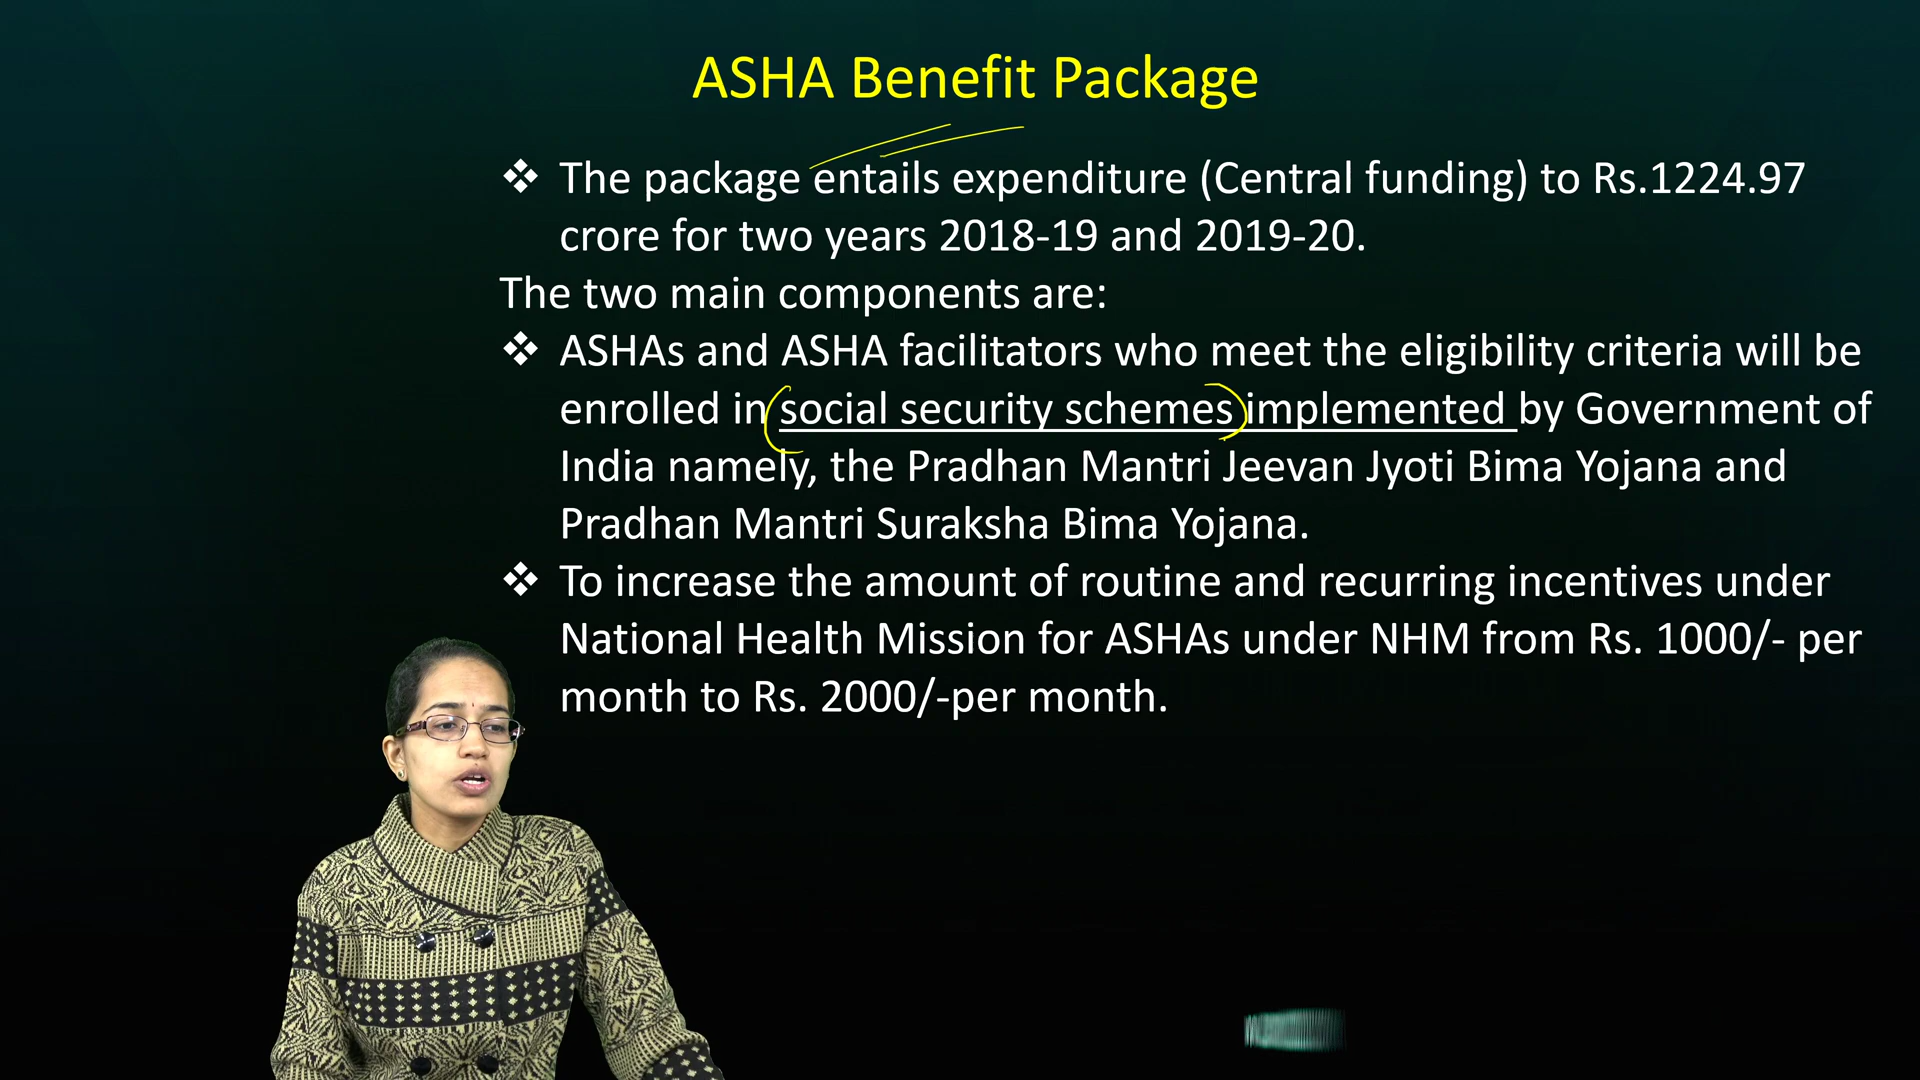 ASHA Benefit Package
❖ The package entails expenditure (Central funding) to Rs.1224.97
crore for two years 2018-19 and 2019-20.
The two main components are:
❖ ASHAs and ASHA facilitators who meet the eligibility criteria will be
enrolled in social security schemes implemented by Government of
India namely, the Pradhan Mantri Jeevan Jyoti Bima Yojana and
Pradhan Mantri Suraksha Bima Yojana.
❖ To increase the amount of routine and recurring incentives under
National Health Mission for ASHAs under NHM from Rs. 1000/- per
month to Rs. 2000/-per month.